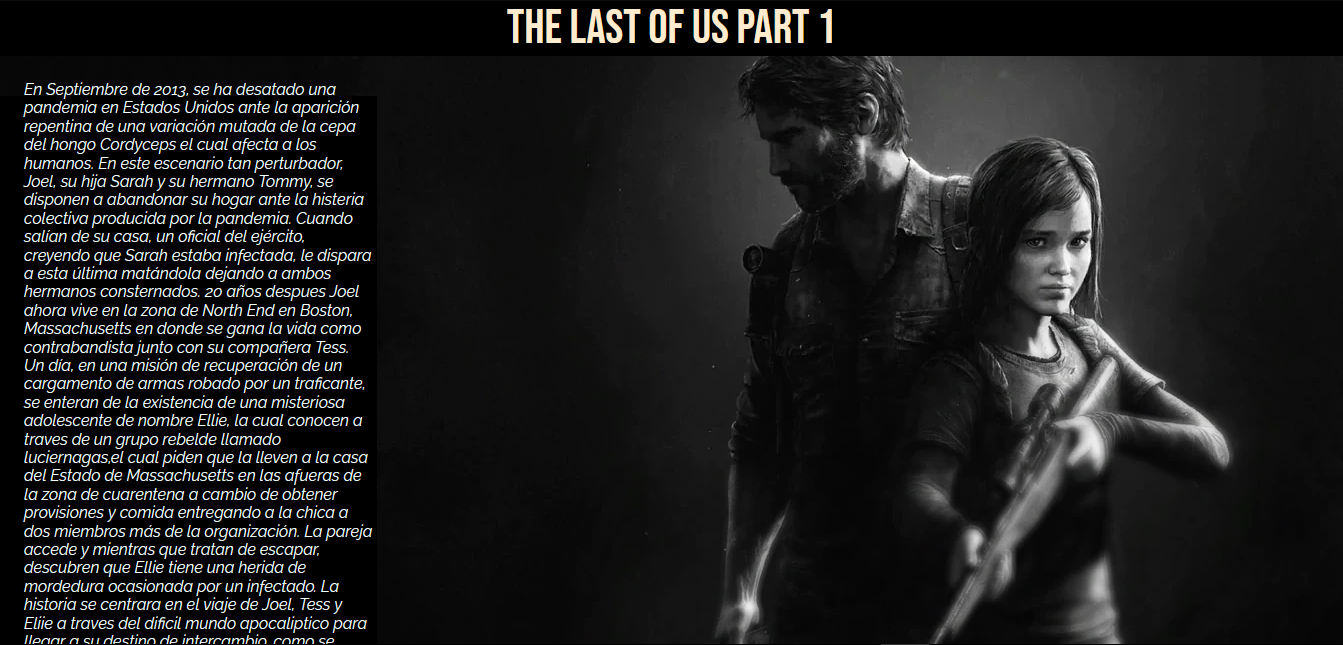 THE LAST OF US PART 1
En Septiembre de 2013, se ha desatado una
pandemia en Estados Unidos ante la aparición
repentina de una variación mutada de la cepa
del hongo Cordyceps el cual afecta a los
humanos. En este escenario tan perturbador,
Joel, su hija Sarah y su hermano Tommy, se
disponen a abandonar su hogar ante la histeria
colectiva producida por la pandemia. Cuando
salían de su casa, un oficial del ejército,
creyendo que Sarah estaba infectada, le dispara
a esta última matándola dejando a ambos
hermanos consternados. 20 años despues Joel
ahora vive en la zona de North End en Boston,
Massachusetts en donde se gana la vida como
contrabandista junto con su compañera Tess.
Un día, en una misión de recuperación de un
cargamento de armas robado por un traficante,
se enteran de la existencia de una misteriosa
adolescente de nombre Ellie, la cual conocen a
traves de un grupo rebelde llamado
luciernagas,el cual piden que la lleven a la casa
del Estado de Massachusetts en las afueras de
la zona de cuarentena a cambio de obtener
provisiones y comida entregando a la chica a
dos miembros más de la organización. La pareja
accede y mientras que tratan de escapar,
descubren que Ellie tiene una herida de
mordedura ocasionada por un infectado. La
historia se centrara en el viaje de Joel, Tess y
Eliie a traves del dificil mundo apocaliptico para
llegar a su destino de intercambio, como se